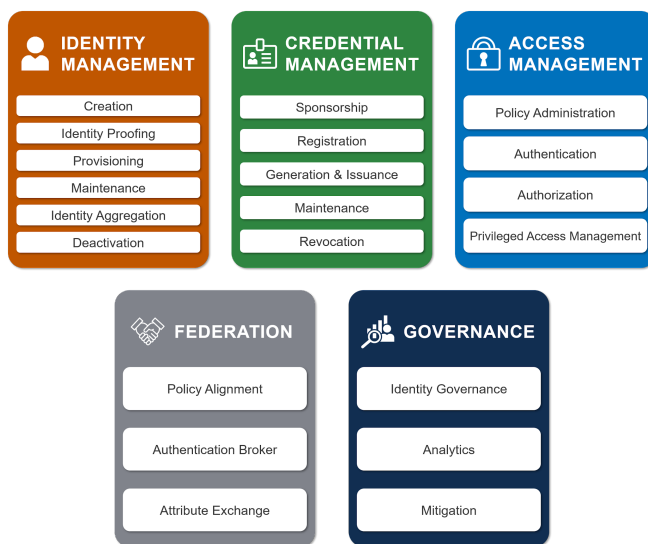 IDENTITY
MANAGEMENT
Creation
Identity Proofing
Provisioning
Maintenance
Identity Aggregation
Deactivation
CREDENTIAL
MANAGEMENT
Sponsorship
Registration
Generation & Issuance
Maintenance
Revocation
ACCESS
MANAGEMENT
Policy Administration
Authentication
Authorization
Privileged Access Management
FEDERATION
Policy Alignment
Authentication Broker
Attribute Exchange
GOVERNANCE
Identity Governance
Analytics
Mitigation